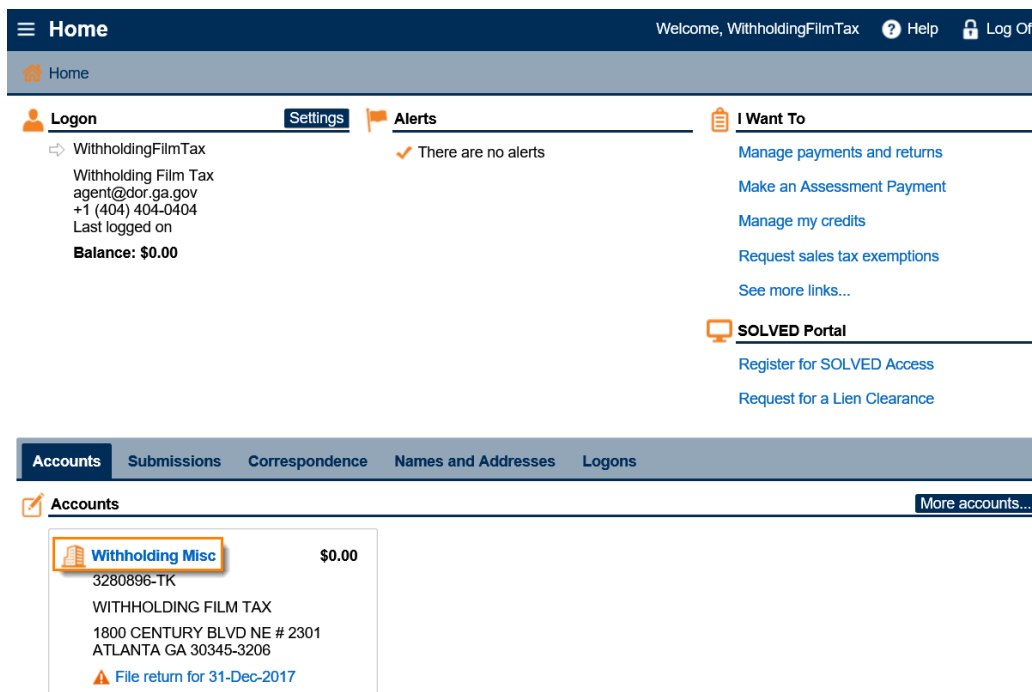 Home
Welcome, WithholdingFilmTax
Help
Log Of
Home
Logon
Settings
WithholdingFilmTax
Withholding Film Tax
agent@dor.ga.gov
+1 (404) 404-0404
Last logged on
Balance: $0.00
Alerts
There are no alerts
I Want To
Manage payments and returns
Make an Assessment Payment
Manage my credits
Request sales tax exemptions
See more links...
SOLVED Portal
Register for SOLVED Access
Request for a Lien Clearance
Accounts Submissions Correspondence Names and Addresses Logons
Accounts
More accounts...
Withholding Misc $0.00
3280896-TK
WITHHOLDING FILM TAX
1800 CENTURY BLVD NE # 2301
ATLANTA GA 30345-3206
File return for 31-Dec-2017